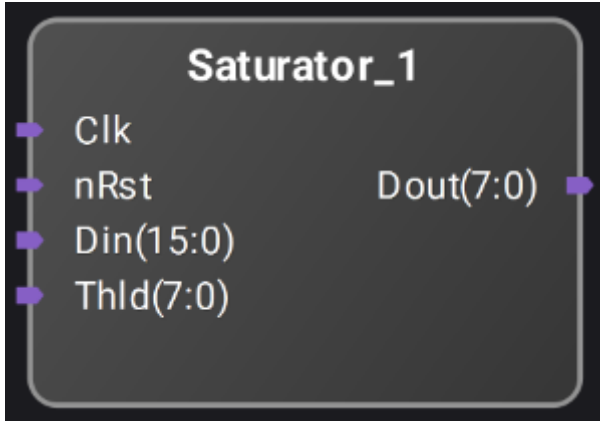 Saturator_1
Clk
nRst
Dout(7:0)
Din(15:0)
Thld(7:0)